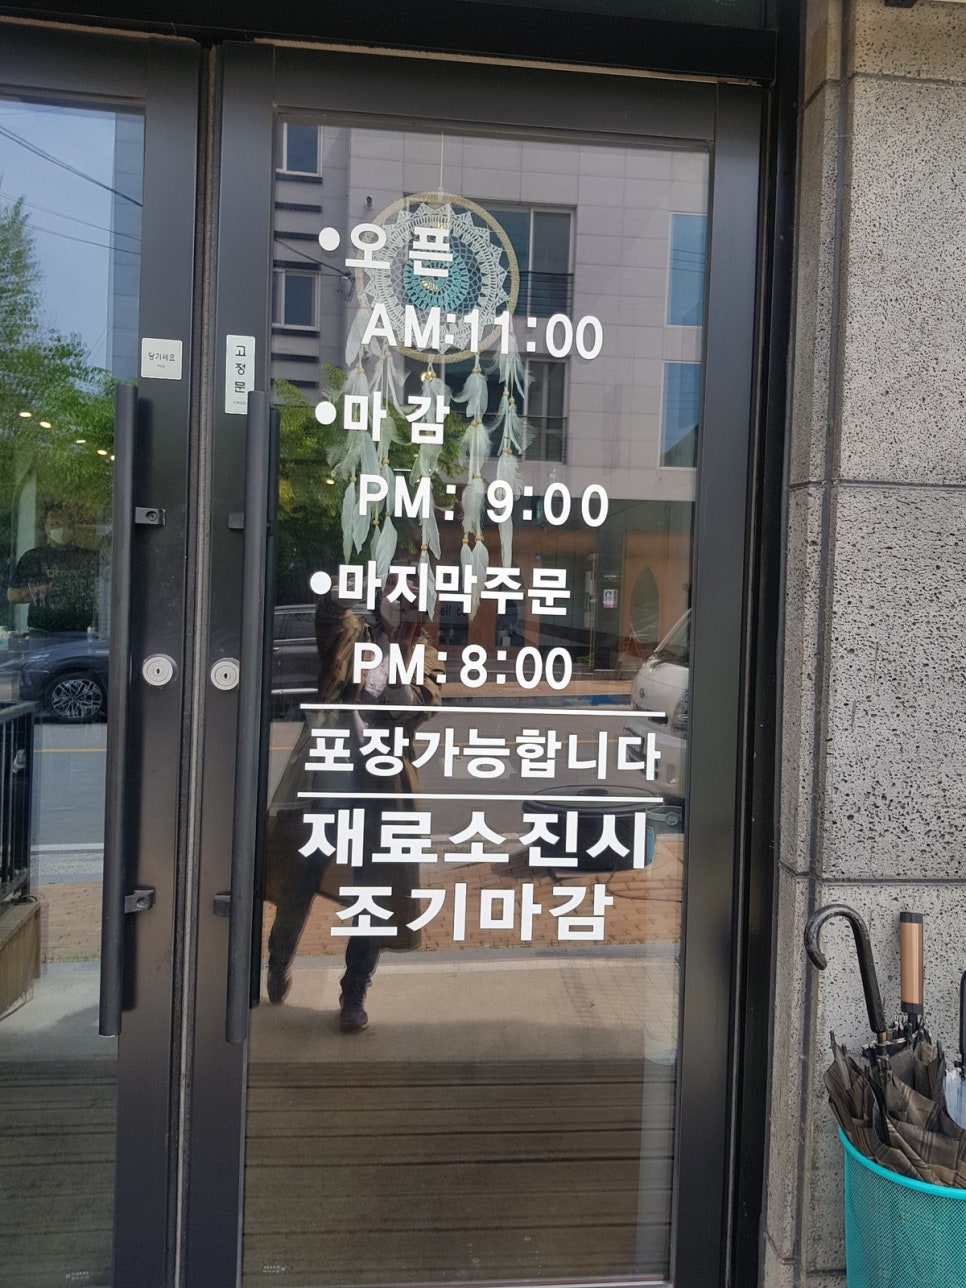 당기세요
고정문
•오픈
AM:11:00
•마감
PM: 9:00
•마지막주문
PM:8:00
포장가능합니다
재료소진시
조기마감